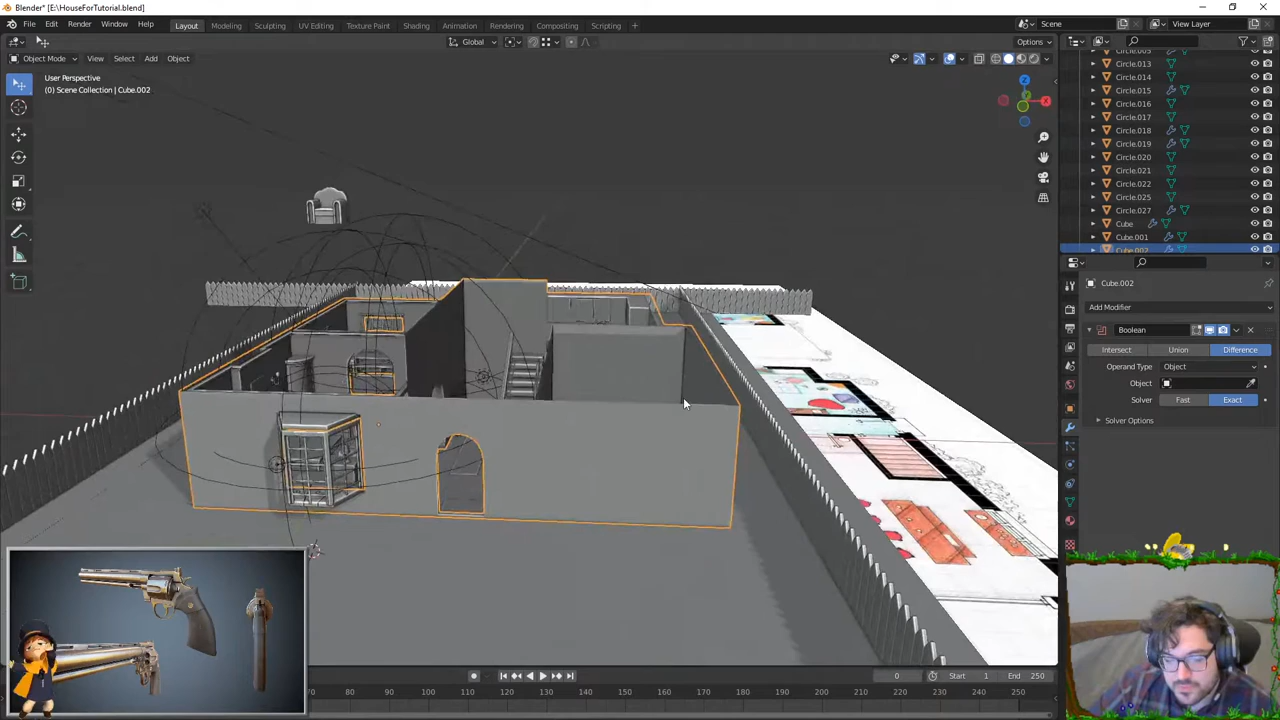 Blender* [E:\HouseForTutorial.blend]
File Edit Render Window Help Layout Modeling Sculpting UV Editing Texture Paint Shading Animation Rendering Compositing Scripting + Scene View Layer
Global Options
Object Mode View Select Add Object
User Perspective
(0) Scene Collection | Cube.002
X
Z
Circle.013
Circle.014
Circle.015
Circle.016
Circle.017
Circle.018
Circle.019
Circle.020
Circle.021
Circle.022
Circle.025
Circle.027
Cube
Cube.001
Cube.002
Cube.002
Add Modifier
Boolean
Intersect Union Difference
Operand Type Object
Object
Solver Fast Exact
Solver Options
0 Start 1 End 250
70 80 90 100 110 120 130 140 150 160 170 180 190 200 210 220 230 240 250